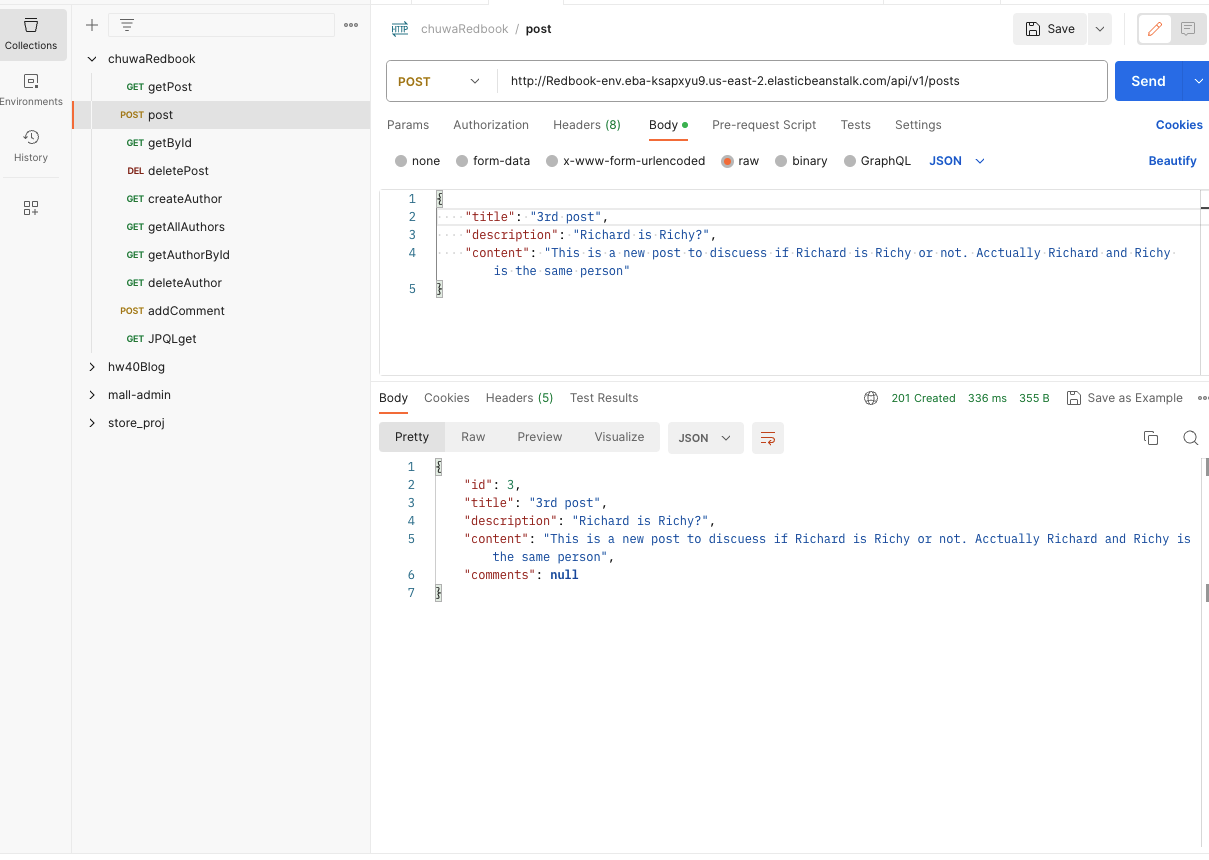 Collections
Environments
History
chuwaRedbook
GET getPost
POST post
GET getById
DEL deletePost
GET createAuthor
GET getAllAuthors
GET getAuthorById
GET deleteAuthor
POST addComment
GET JPQLget
hw40Blog
mall-admin
store_proj
HTTP chuwaRedbook / post
Save
POST http://Redbook-env.eba-ksapxyu9.us-east-2.elasticbeanstalk.com/api/v1/posts
Send
Params Authorization Headers (8) Body Pre-request Script Tests Settings Cookies
none form-data x-www-form-urlencoded raw binary GraphQL JSON Beautify
1 {
2 "title": "3rd post",
3 "description": "Richard is Richy?",
4 "content": "This is a new post to discuess if Richard is Richy or not. Acctually Richard and Richy
is the same person"
5 }
Body Cookies Headers (5) Test Results 201 Created 336 ms 355 B Save as Example
Pretty Raw Preview Visualize JSON
1 {
2 "id": 3,
3 "title": "3rd post",
4 "description": "Richard is Richy?",
5 "content": "This is a new post to discuess if Richard is Richy or not. Acctually Richard and Richy is
the same person",
6 "comments": null
7 }